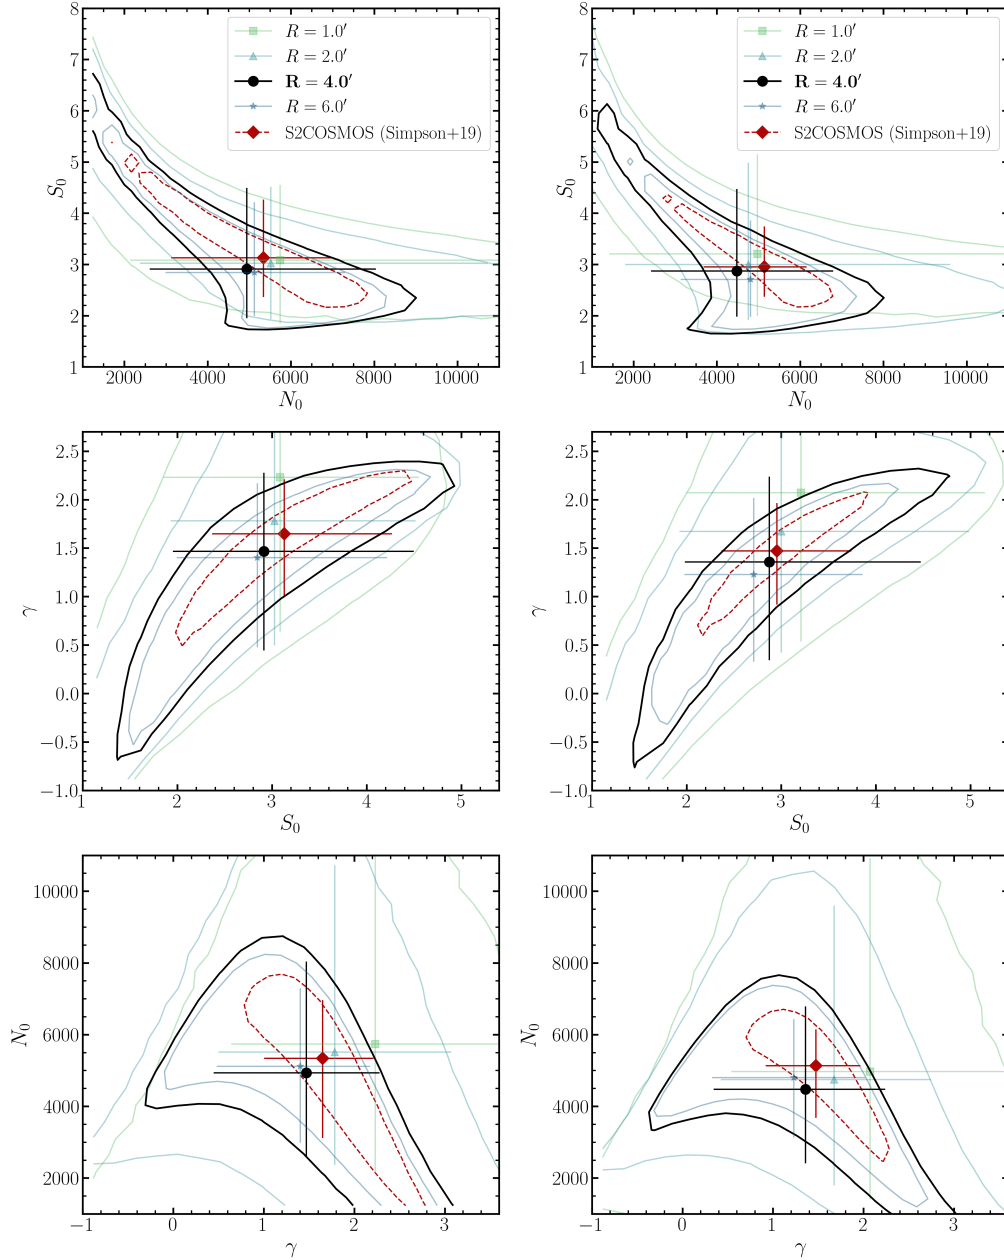 8
7
6
5
4
3
2
1
S₀
R = 1.0′
R = 2.0′
R = 4.0′
R = 6.0′
S2COSMOS (Simpson+19)
2000 4000 6000 8000 10000
N₀
8
7
6
5
4
3
2
1
S₀
R = 1.0′
R = 2.0′
R = 4.0′
R = 6.0′
S2COSMOS (Simpson+19)
2000 4000 6000 8000 10000
N₀
2.5
2.0
1.5
1.0
0.5
0.0
−0.5
−1.0
γ
1 2 3 4 5
S₀
2.5
2.0
1.5
1.0
0.5
0.0
−0.5
−1.0
γ
1 2 3 4 5
S₀
10000
8000
6000
4000
2000
N₀
−1 0 1 2 3
γ
10000
8000
6000
4000
2000
N₀
−1 0 1 2 3
γ